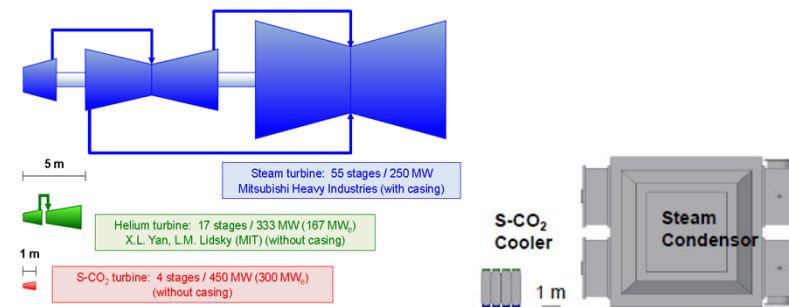 5 m
Steam turbine: 55 stages / 250 MW
Mitsubishi Heavy Industries (with casing)
Helium turbine: 17 stages / 333 MW (167 MWₑ)
X.L. Yan, L.M. Lidsky (MIT) (without casing)
1 m
S-CO₂ turbine: 4 stages / 450 MW (300 MWₑ)
(without casing)
S-CO₂
Cooler
1 m
Steam
Condensor